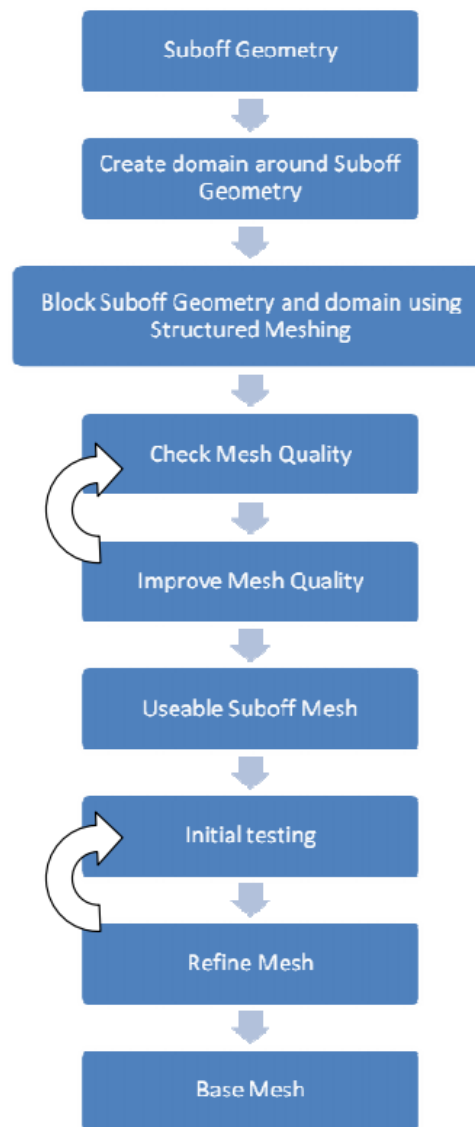 Suboff Geometry
Create domain around Suboff
Geometry
Block Suboff Geometry and domain using
Structured Meshing
Check Mesh Quality
Improve Mesh Quality
Useable Suboff Mesh
Initial testing
Refine Mesh
Base Mesh